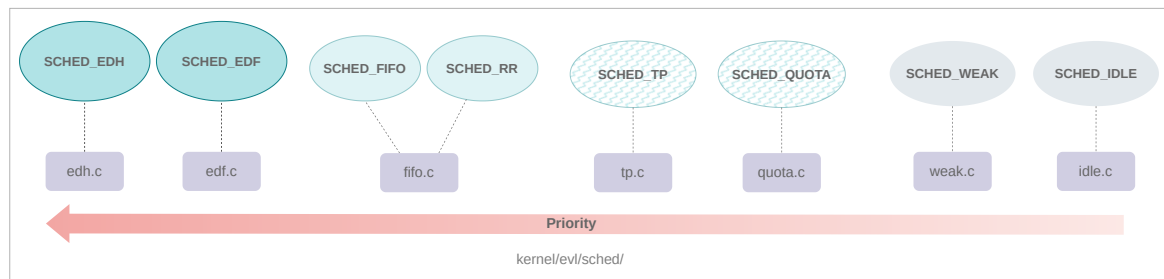 SCHED_EDH
SCHED_EDF
SCHED_FIFO
SCHED_RR
SCHED_TP
SCHED_QUOTA
SCHED_WEAK
SCHED_IDLE
edh.c
edf.c
fifo.c
tp.c
quota.c
weak.c
idle.c
Priority
kernel/evl/sched/